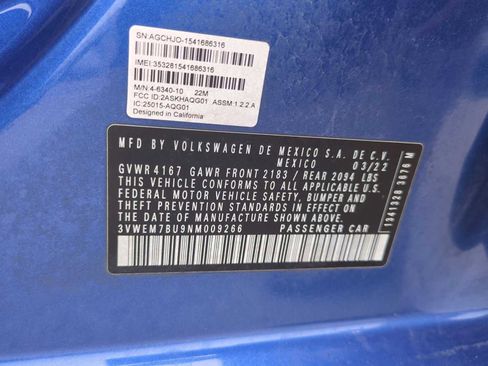 SN:AGCHJO-1541686316
IMEI:353281541686316
M/N:4-6340-10 22M
FCC ID:2ASKHAQG01 ASSM 1.2.2.A
IC:25015-AQG01
Designed in California
MFD. BY VOLKSWAGEN DE MEXICO S.A. DE C.V.
MEXICO 03/22
GVWR 4167 GAWR FRONT 2183 / REAR 2094 LBS
THIS VEHICLE CONFORMS TO ALL APPLICABLE U.S.
FEDERAL MOTOR VEHICLE SAFETY, BUMPER AND
THEFT PREVENTION STANDARDS IN EFFECT
ON THE DATE OF MANUFACTURE SHOWN ABOVE.
3VWEM7BU9NM009266 PASSENGER CAR
1341928 3676 M